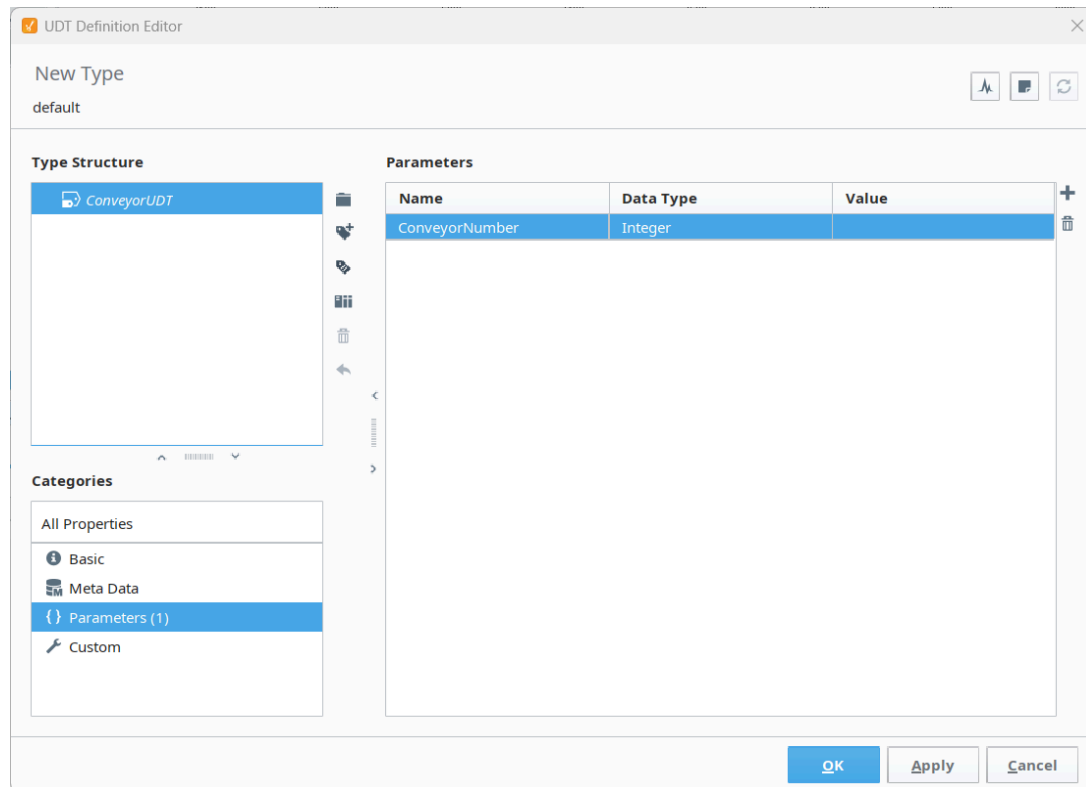 UDT Definition Editor
New Type
default
Type Structure
ConveyorUDT
Parameters
Name Data Type Value
ConveyorNumber Integer
Categories
All Properties
Basic
Meta Data
{ } Parameters (1)
Custom
OK Apply Cancel